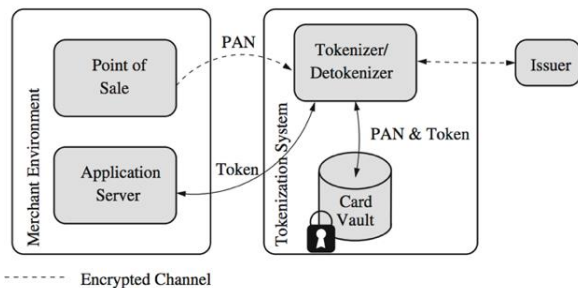 Merchant Environment
Point of
Sale
Application
Server
PAN
Token
Tokenization System
Tokenizer/
Detokenizer
PAN & Token
Card
Vault
Issuer
Encrypted Channel